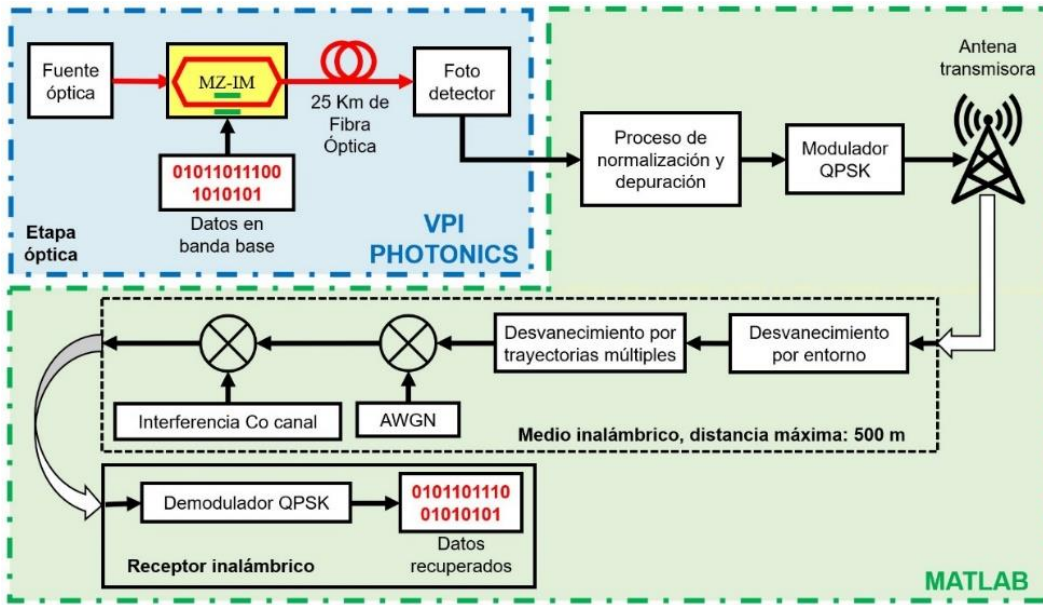 Fuente
óptica
MZ-IM
25 Km de
Fibra
Óptica
Foto
detector
01011011100
1010101
Datos en
banda base
Etapa
óptica
VPI
PHOTONICS
Proceso de
normalización y
depuración
Modulador
QPSK
Antena
transmisora
Desvanecimiento por
trayectorias múltiples
Desvanecimiento
por entorno
Interferencia Co canal
AWGN
Medio inalámbrico, distancia máxima: 500 m
Demodulador QPSK
0101101110
01010101
Datos
recuperados
Receptor inalámbrico
MATLAB